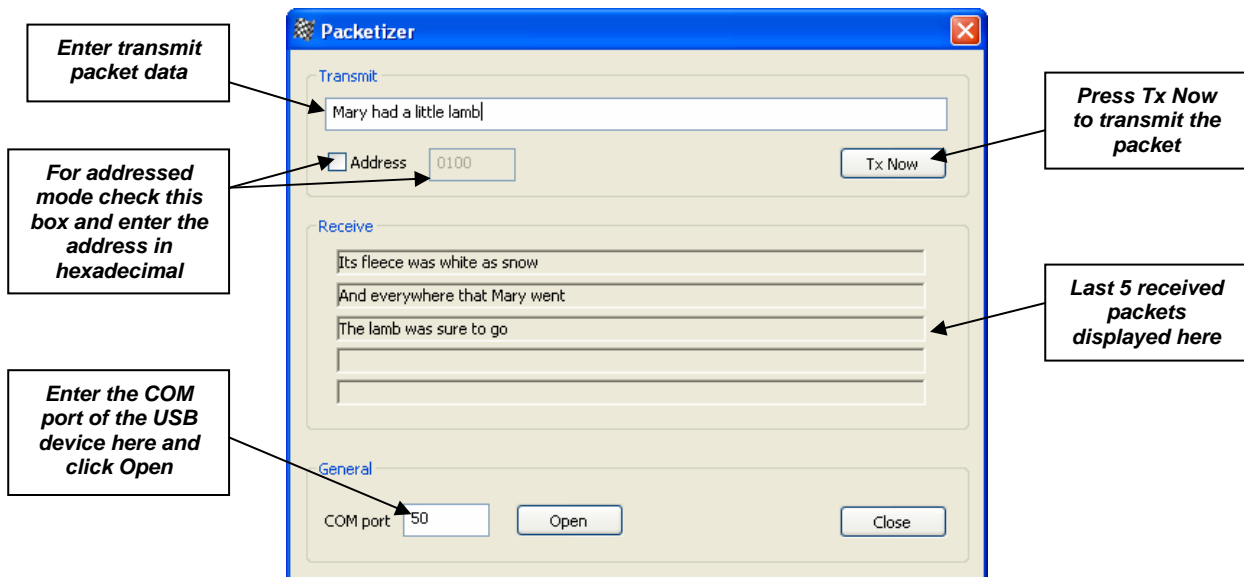 Packetizer
Enter transmit
packet data
Transmit
Mary had a little lamb
Press Tx Now
to transmit the
packet
Address
0100
Tx Now
For addressed
mode check this
box and enter the
address in
hexadecimal
Receive
Its fleece was white as snow
And everywhere that Mary went
The lamb was sure to go
Last 5 received
packets
displayed here
Enter the COM
port of the USB
device here and
click Open
General
COM port
50
Open
Close